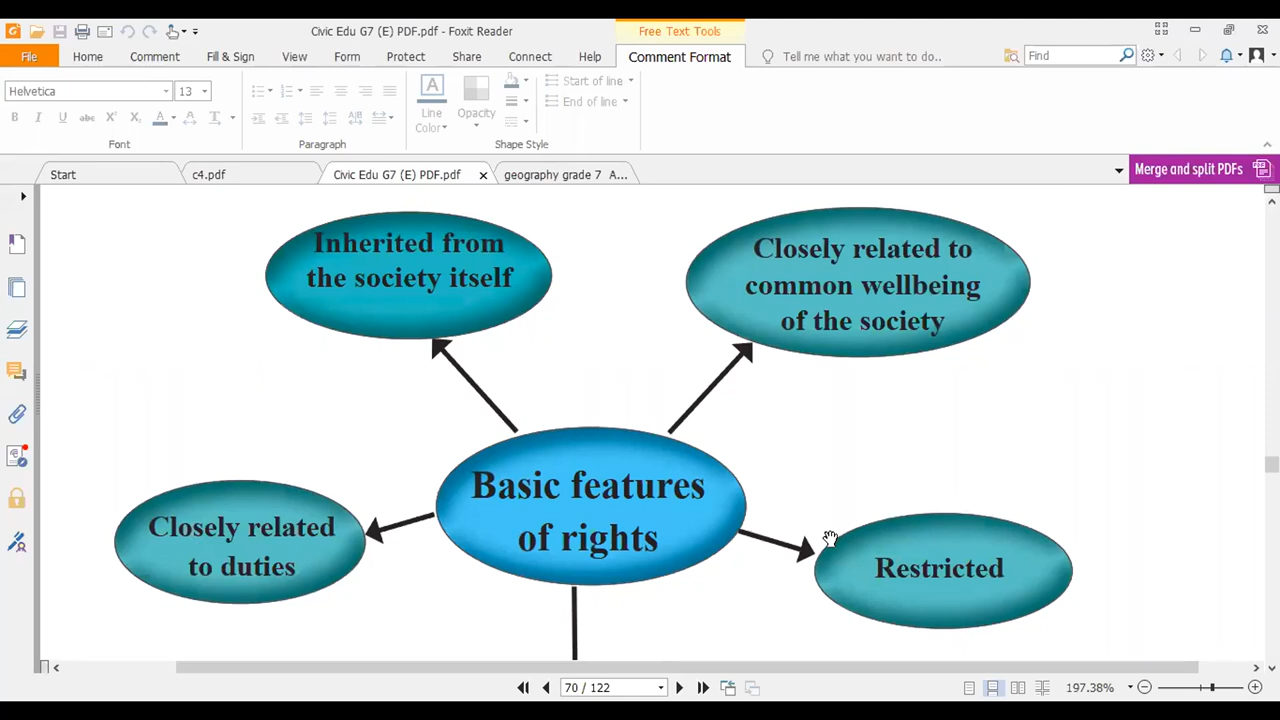 Civic Edu G7 (E) PDF.pdf - Foxit Reader
Free Text Tools
File Home Comment Fill & Sign View Form Protect Share Connect Help Comment Format Tell me what you want to do.. Find
Helvetica 13 Line Color Opacity Start of line
End of line
B I U abc X² X₂ A A T
Font Paragraph Shape Style
Start c4.pdf Civic Edu G7 (E) PDF.pdf geography grade 7 A... Merge and split PDFs
Inherited from
the society itself
Closely related to
common wellbeing
of the society
Basic features
of rights
Closely related
to duties
Restricted
70 / 122 197.38%